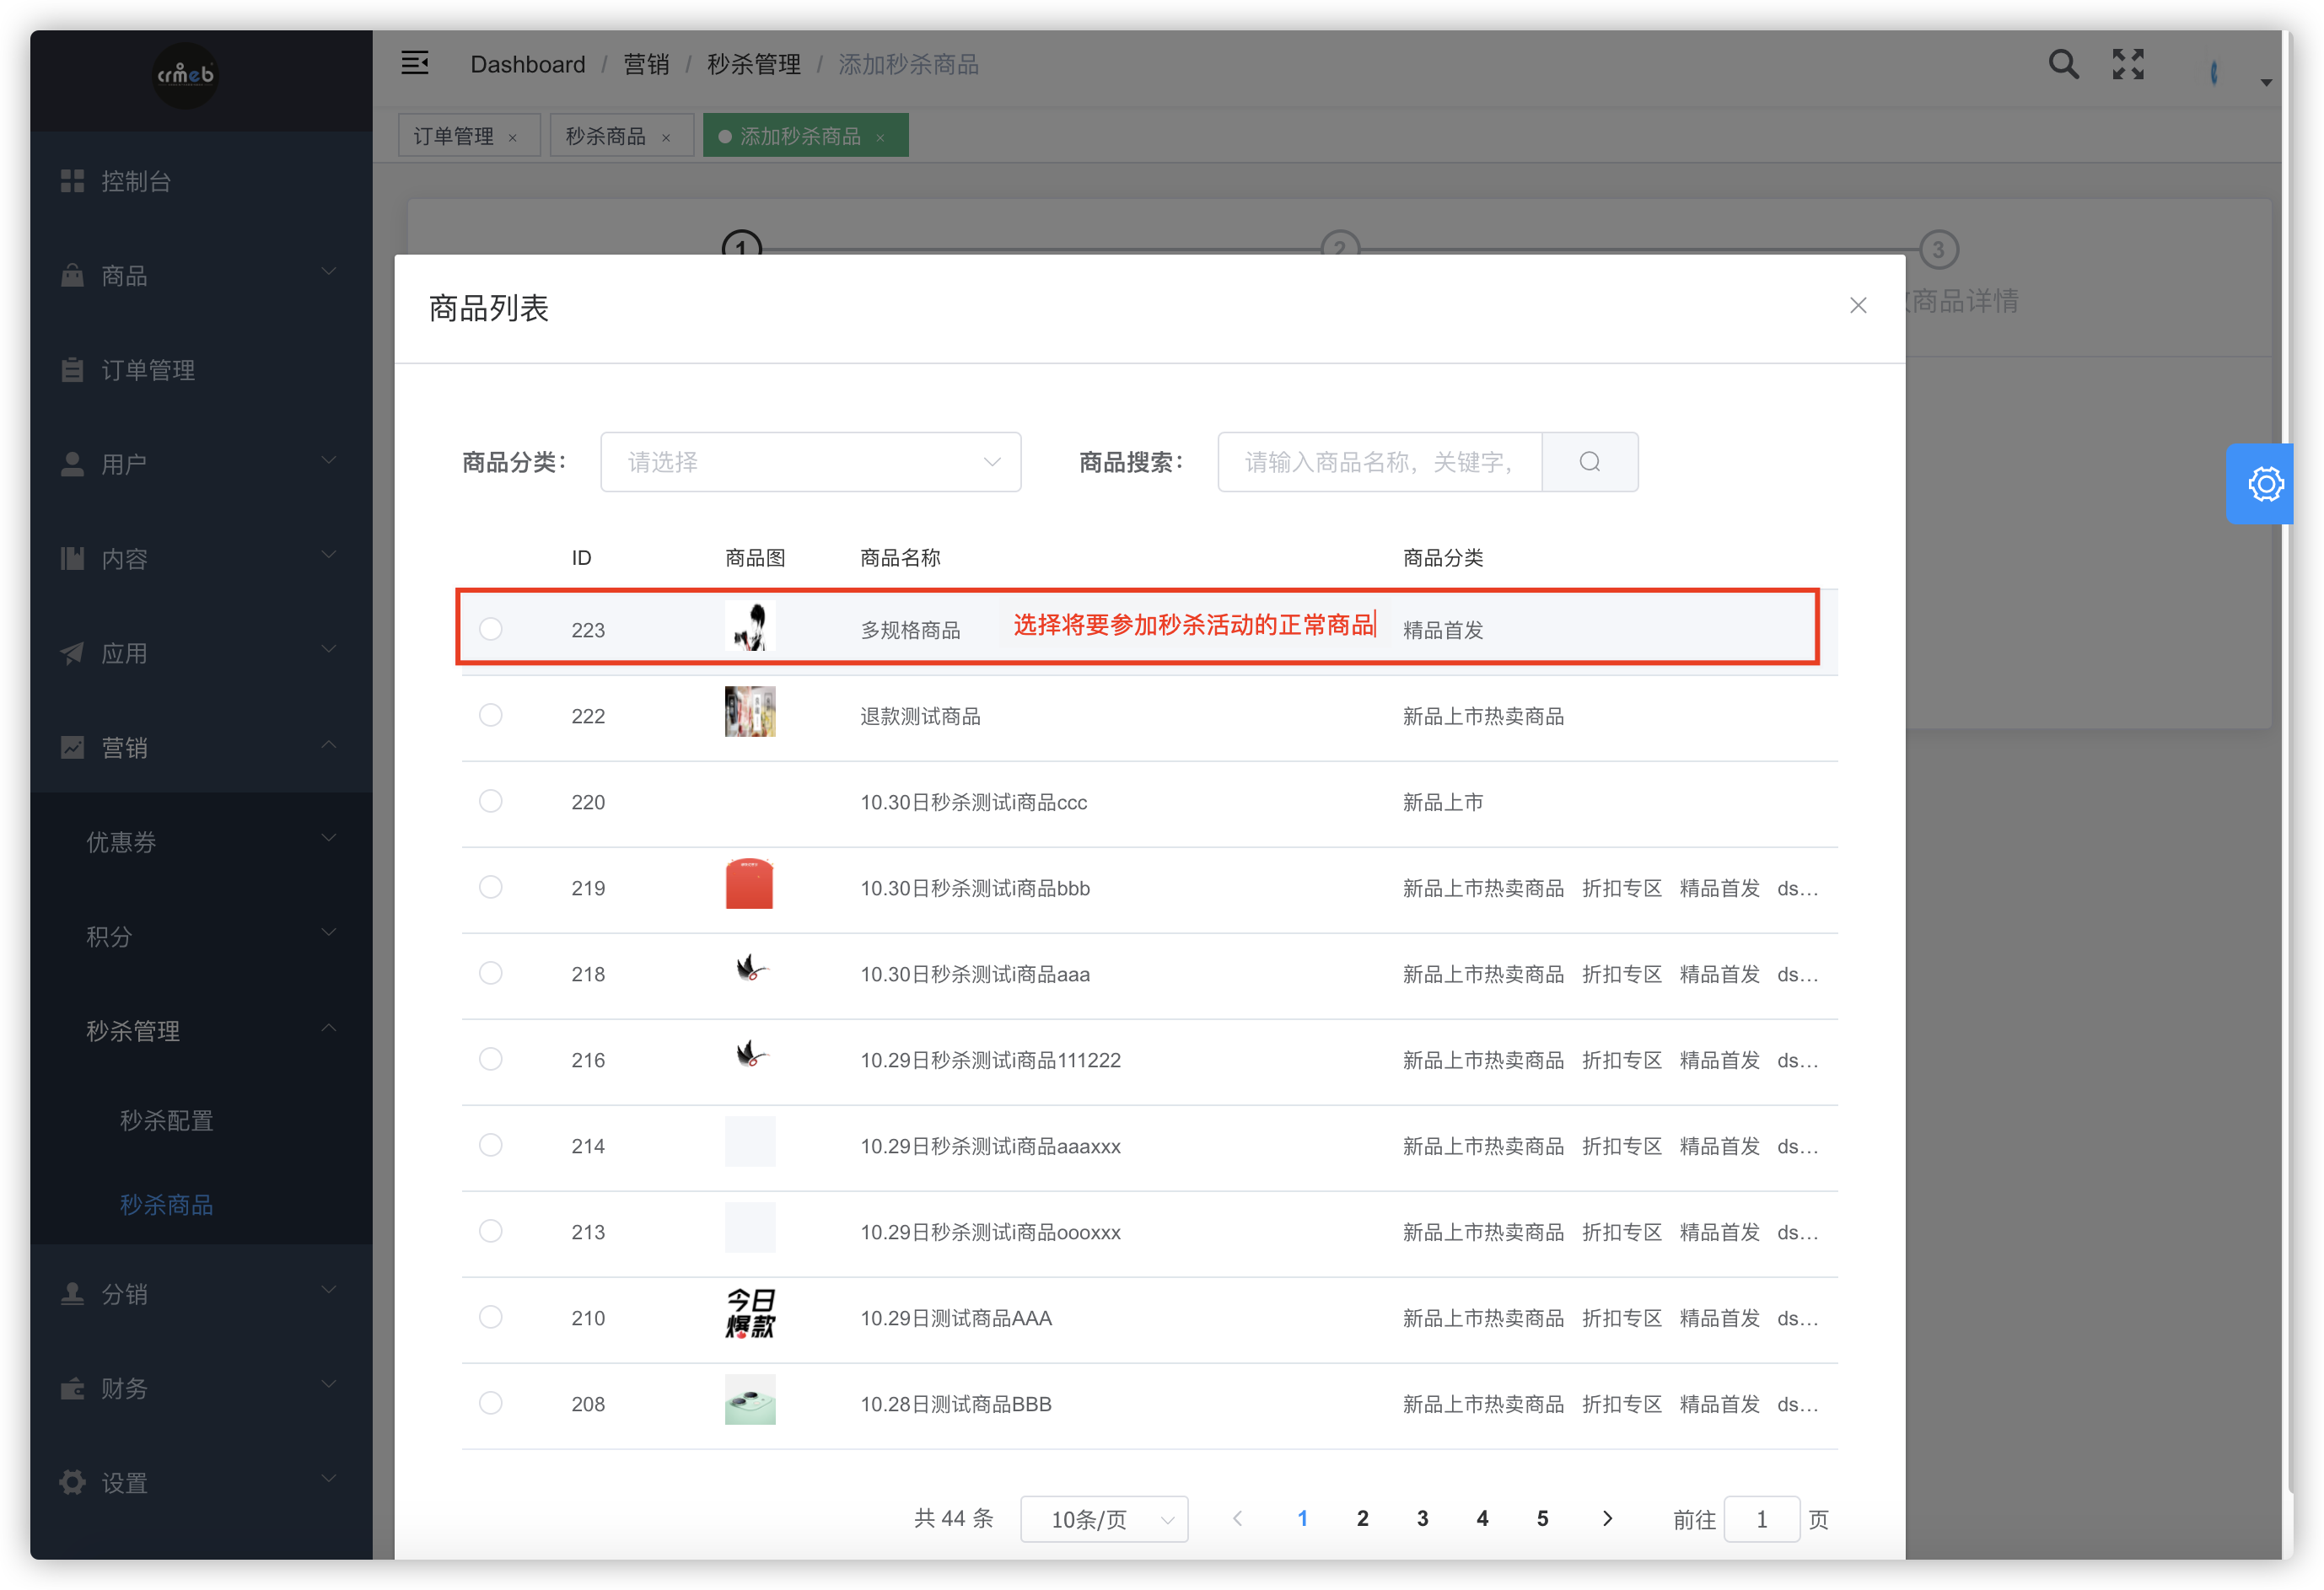 crmeb
Dashboard / 营销 / 秒杀管理 / 添加秒杀商品
订单管理 × 秒杀商品 × 添加秒杀商品 ×
控制台
商品
订单管理
用户
内容
应用
营销
优惠券
积分
秒杀管理
秒杀配置
秒杀商品
分销
财务
设置
1 2 3
商品详情
商品列表
商品分类： 请选择 商品搜索： 请输入商品名称，关键字，
ID 商品图 商品名称 商品分类
223 多规格商品 选择将要参加秒杀活动的正常商品 精品首发
222 退款测试商品 新品上市热卖商品
220 10.30日秒杀测试i商品ccc 新品上市
219 10.30日秒杀测试i商品bbb 新品上市热卖商品 折扣专区 精品首发 ds...
218 10.30日秒杀测试i商品aaa 新品上市热卖商品 折扣专区 精品首发 ds...
216 10.29日秒杀测试i商品111222 新品上市热卖商品 折扣专区 精品首发 ds...
214 10.29日秒杀测试i商品aaaxxx 新品上市热卖商品 折扣专区 精品首发 ds...
213 10.29日秒杀测试i商品oooxxx 新品上市热卖商品 折扣专区 精品首发 ds...
今日
爆款
210 10.29日测试商品AAA 新品上市热卖商品 折扣专区 精品首发 ds...
208 10.28日测试商品BBB 新品上市热卖商品 折扣专区 精品首发 ds...
共 44 条 10条/页 1 2 3 4 5 前往 1 页